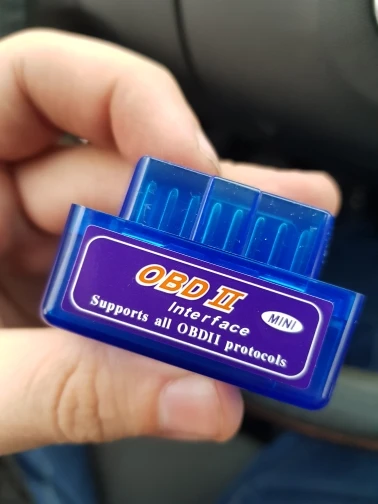 OBD II
Interface
MINI
Supports all OBDII protocols